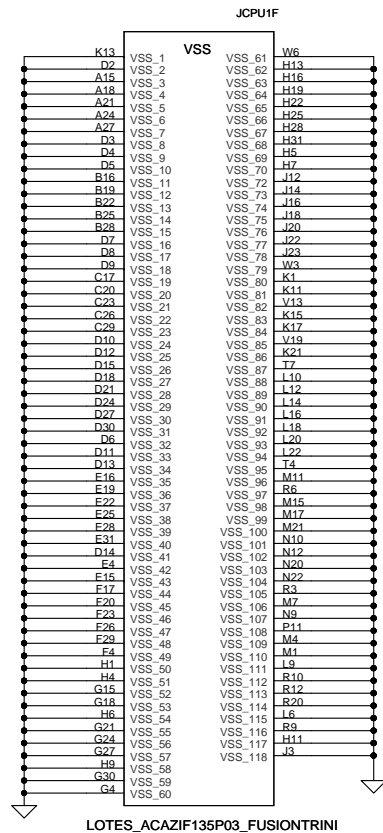 JCPU1F
VSS
K13 VSS_1 VSS_61 W6
D2 VSS_2 VSS_62 H13
A15 VSS_3 VSS_63 H16
A18 VSS_4 VSS_64 H19
A21 VSS_5 VSS_65 H22
A24 VSS_6 VSS_66 H25
A27 VSS_7 VSS_67 H28
D3 VSS_8 VSS_68 H31
D4 VSS_9 VSS_69 H5
D5 VSS_10 VSS_70 H7
B16 VSS_11 VSS_72 J12
B19 VSS_12 VSS_73 J14
B22 VSS_13 VSS_74 J16
B25 VSS_14 VSS_75 J18
B28 VSS_15 VSS_76 J20
D7 VSS_16 VSS_77 J22
D8 VSS_17 VSS_78 J23
D9 VSS_18 VSS_79 W3
C17 VSS_19 VSS_80 K1
C20 VSS_20 VSS_81 K11
C23 VSS_21 VSS_82 V13
C26 VSS_22 VSS_83 K15
C29 VSS_23 VSS_84 K17
D10 VSS_24 VSS_85 V19
D12 VSS_25 VSS_86 K21
D15 VSS_26 VSS_87 T7
D18 VSS_27 VSS_88 L10
D21 VSS_28 VSS_89 L12
D24 VSS_29 VSS_90 L14
D27 VSS_30 VSS_91 L16
D30 VSS_31 VSS_92 L18
D6 VSS_32 VSS_93 L20
D11 VSS_33 VSS_94 L22
D13 VSS_34 VSS_95 T4
E16 VSS_35 VSS_96 M11
E19 VSS_36 VSS_97 R6
E22 VSS_37 VSS_98 M15
E25 VSS_38 VSS_99 M17
E28 VSS_39 VSS_100 M21
E31 VSS_40 VSS_101 N10
D14 VSS_41 VSS_102 N12
E4 VSS_42 VSS_103 N20
E15 VSS_43 VSS_104 N22
F17 VSS_44 VSS_105 R3
F20 VSS_45 VSS_106 M7
F23 VSS_46 VSS_107 N9
F26 VSS_47 VSS_108 P11
F29 VSS_48 VSS_109 M4
F4 VSS_49 VSS_110 M1
H1 VSS_50 VSS_111 L9
H4 VSS_51 VSS_112 R10
G15 VSS_52 VSS_113 R12
G18 VSS_53 VSS_114 R20
H6 VSS_54 VSS_115 L6
G21 VSS_55 VSS_116 R9
G24 VSS_56 VSS_117 H11
G27 VSS_57 VSS_118 J3
H9 VSS_58
G30 VSS_59
G4 VSS_60
LOTES_ACAZIF135P03_FUSIONTRINI